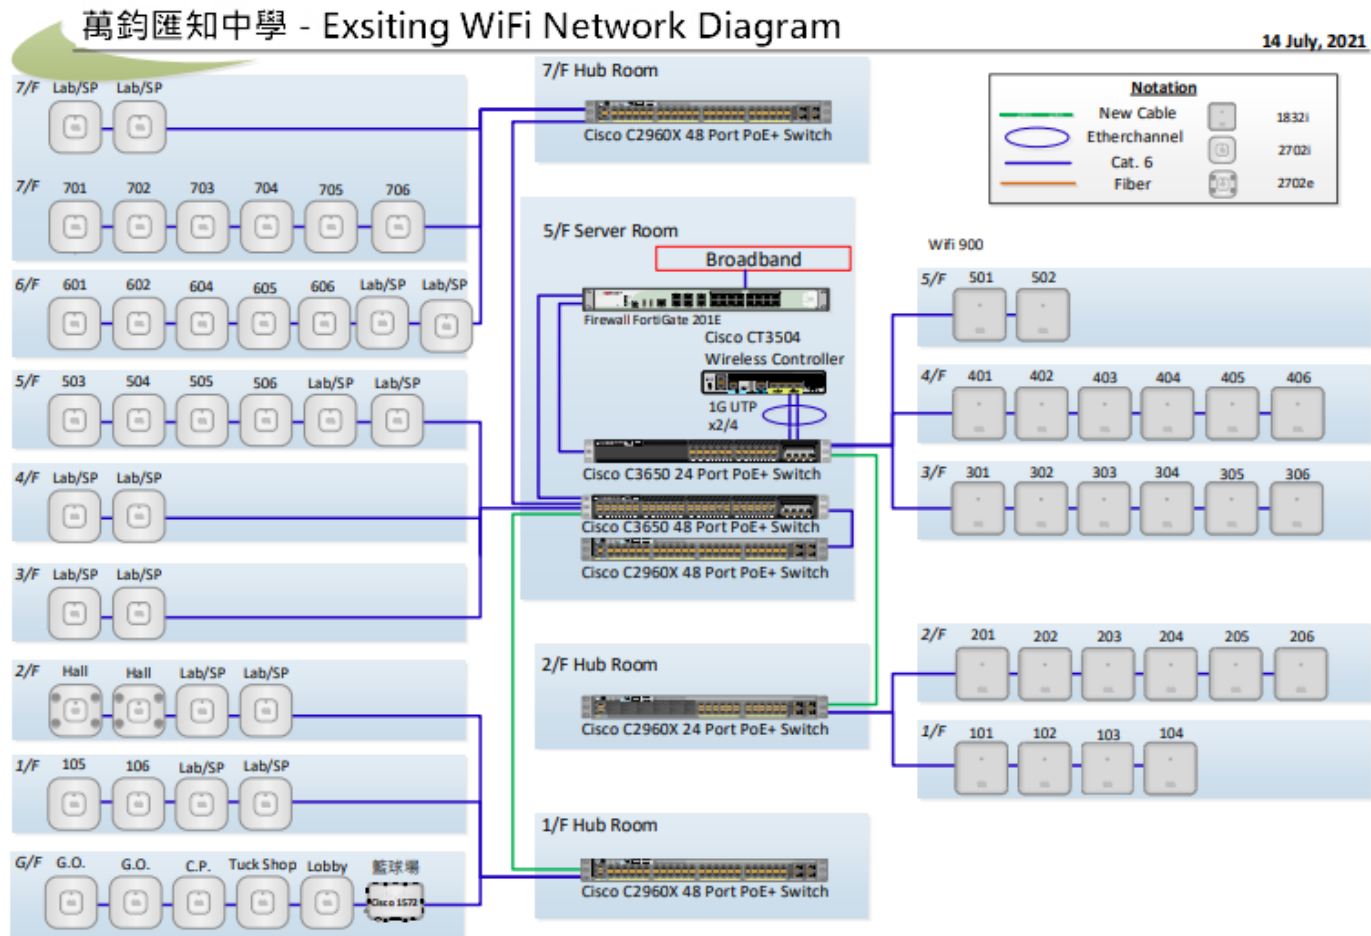 萬鈞匯知中學 - Exsiting WiFi Network Diagram
14 July, 2021
7/F Lab/SP Lab/SP
7/F 701 702 703 704 705 706
6/F 601 602 604 605 606 Lab/SP Lab/SP
5/F 503 504 505 506 Lab/SP Lab/SP
4/F Lab/SP Lab/SP
3/F Lab/SP Lab/SP
2/F Hall Hall Lab/SP Lab/SP
1/F 105 106 Lab/SP Lab/SP
G/F G.O. G.O. C.P. Tuck Shop Lobby 籃球場
Cisco 1572
7/F Hub Room
Cisco C2960X 48 Port PoE+ Switch
5/F Server Room
Broadband
Firewall FortiGate 201E
Cisco CT3504
Wireless Controller
1G UTP
x2/4
Cisco C3650 24 Port PoE+ Switch
Cisco C3650 48 Port PoE+ Switch
Cisco C2960X 48 Port PoE+ Switch
2/F Hub Room
Cisco C2960X 24 Port PoE+ Switch
1/F Hub Room
Cisco C2960X 48 Port PoE+ Switch
Notation
New Cable
Etherchannel
Cat. 6
Fiber
1832i
2702i
2702e
Wifi 900
5/F 501 502
4/F 401 402 403 404 405 406
3/F 301 302 303 304 305 306
2/F 201 202 203 204 205 206
1/F 101 102 103 104